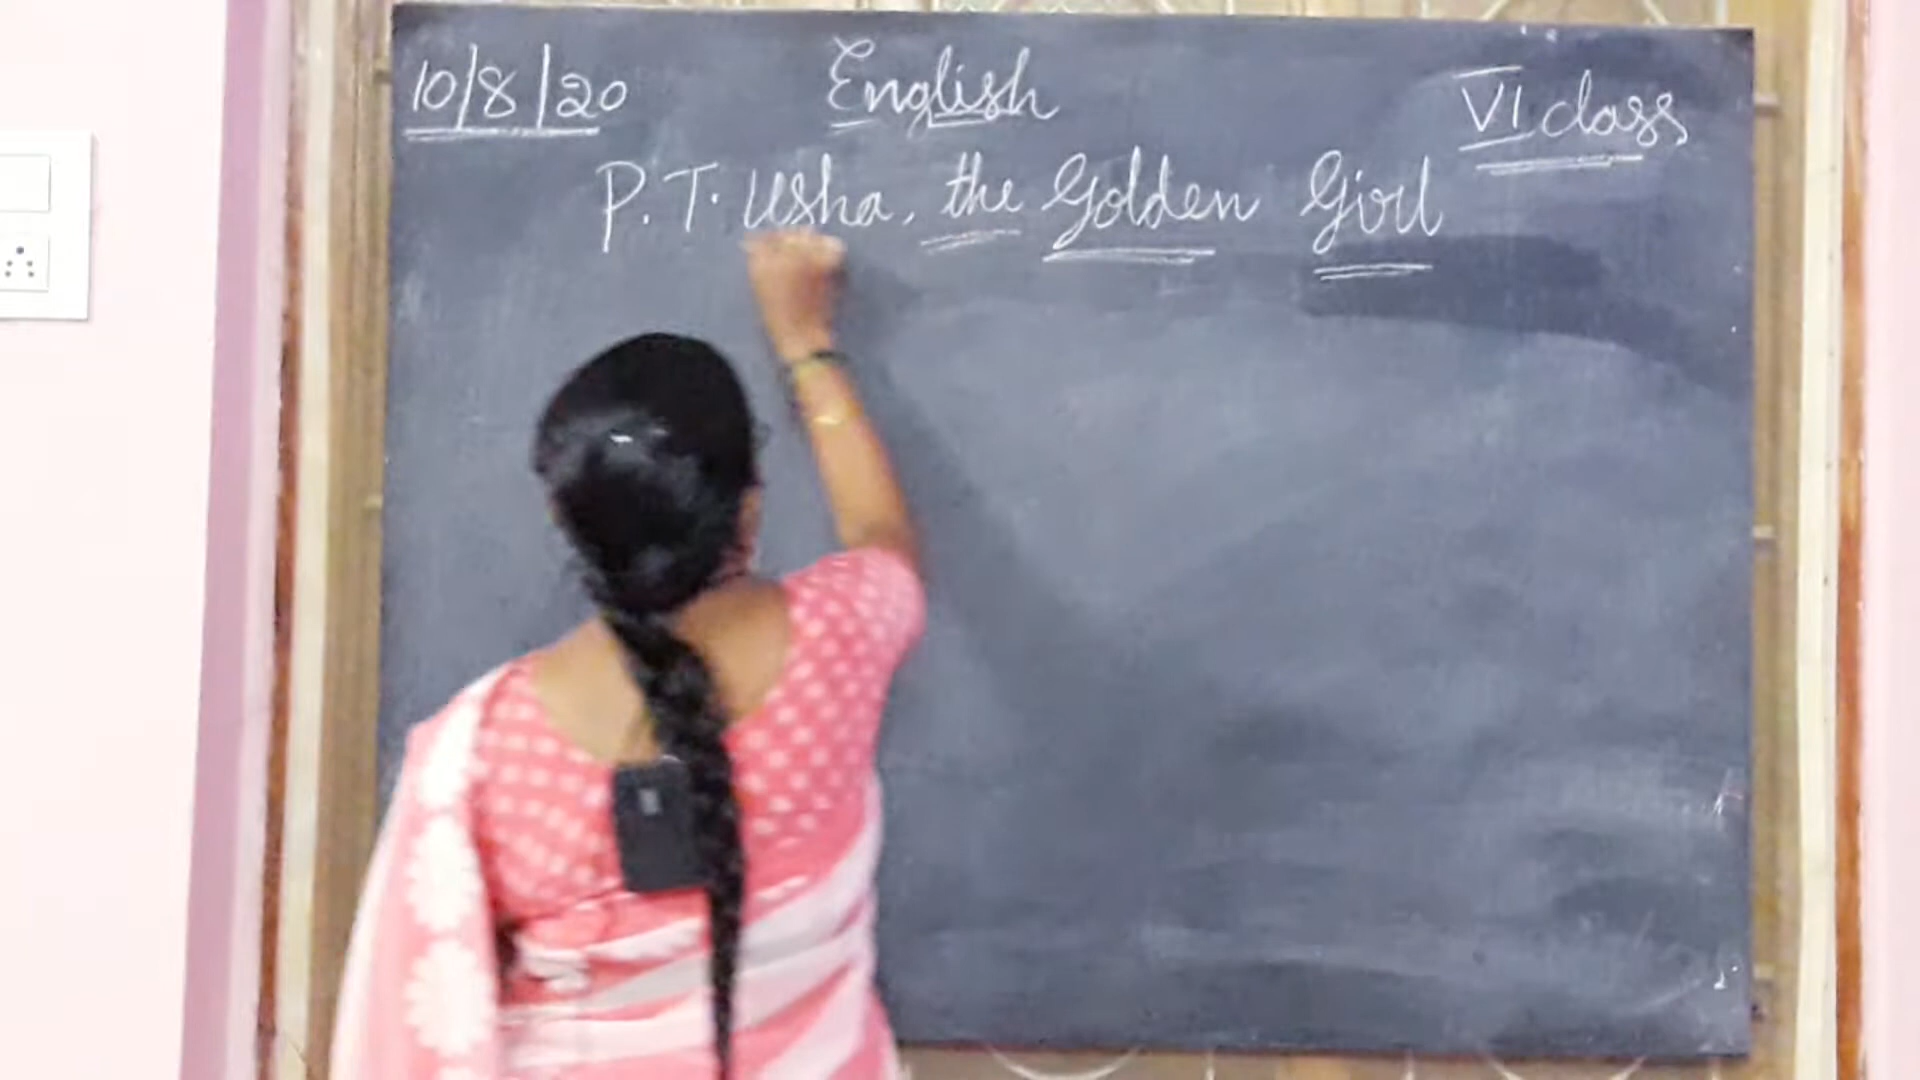 10/8/20 English VI class
P. T. Usha, the Golden Girl